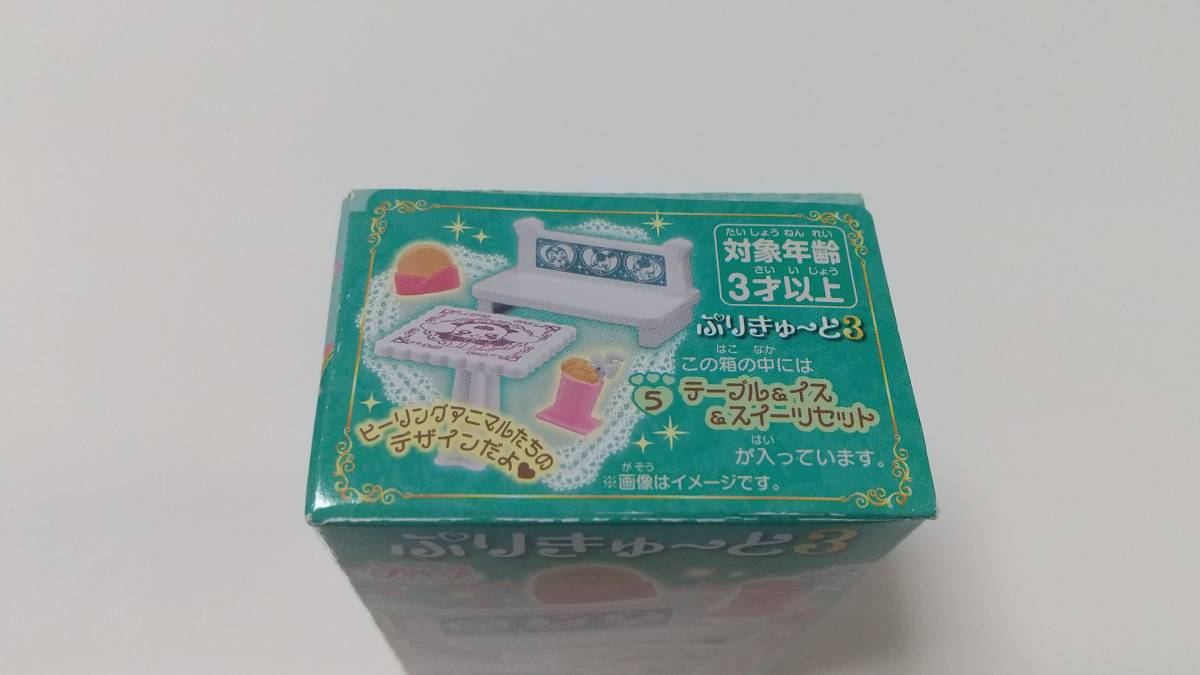 たいしょうねんれい
対象年齢
さいいじょう
3才以上
ぷりきゅ〜と3
はこ なか
この箱の中には
5 テーブル&イス
&スイーツセット
はい
が入っています。
がぞう
※画像はイメージです。
ヒーリングアニマルたちの
デザインだよ♥
ぷりきゅ〜と3